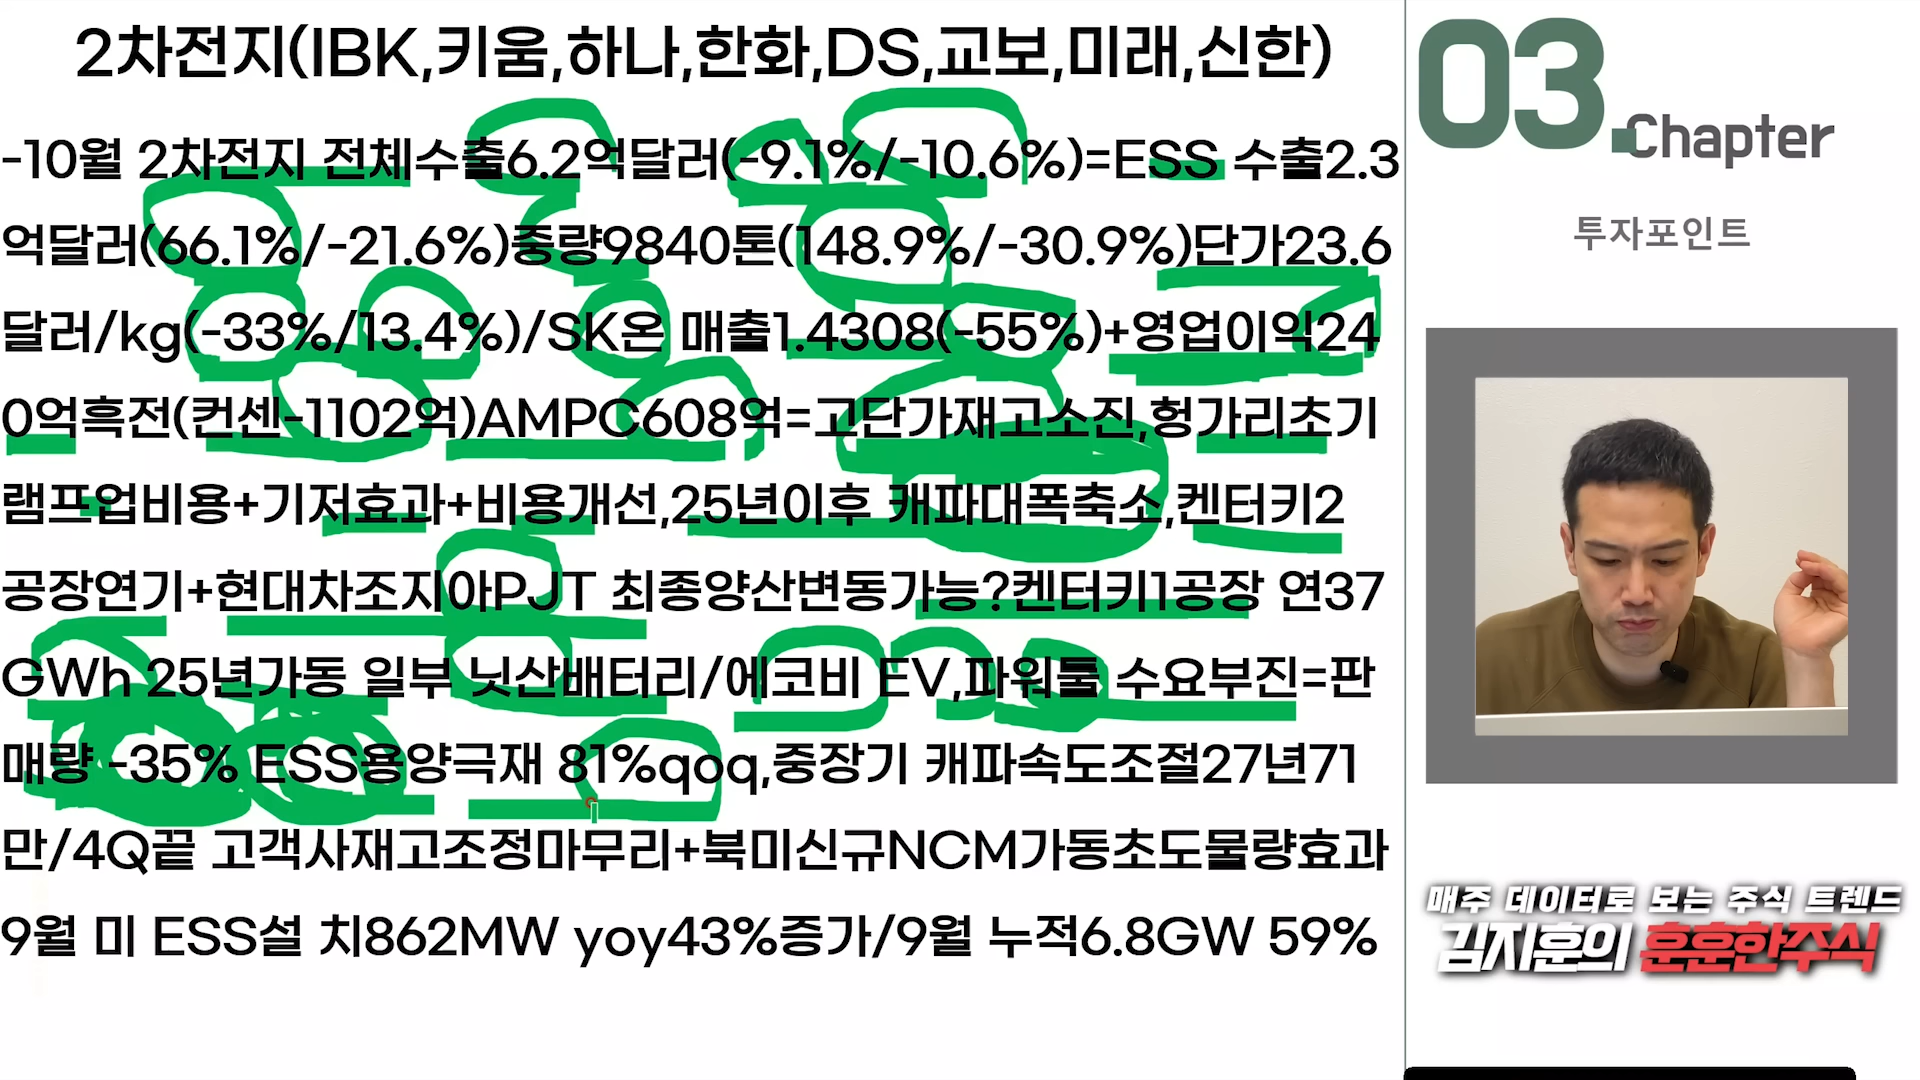 2차전지(IBK,키움,하나,한화,DS,교보,미래,신한)
-10월 2차전지 전체수출6.2억달러(-9.1%/-10.6%)=ESS 수출2.3
억달러(66.1%/-21.6%)중량9840톤(148.9%/-30.9%)단가23.6
달러/kg(-33%/13.4%)/SK온 매출1.4308(-55%)+영업이익24
0억흑전(컨센-1102억)AMPC608억=고단가재고소진,헝가리초기
램프업비용+기저효과+비용개선,25년이후 캐파대폭축소,켄터키2
공장연기+현대차조지아PJT 최종양산변동가능?켄터키1공장 연37
GWh 25년가동 일부 닛산배터리/에코비 EV,파워툴 수요부진=판
매량 -35% ESS용양극재 81%qoq,중장기 캐파속도조절27년71
만/4Q끝 고객사재고조정마무리+북미신규NCM가동초도물량효과
9월 미 ESS설 치862MW yoy43%증가/9월 누적6.8GW 59%
03.Chapter
투자포인트
매주 데이터로 보는 주식 트렌드
김지훈의 훈훈한주식